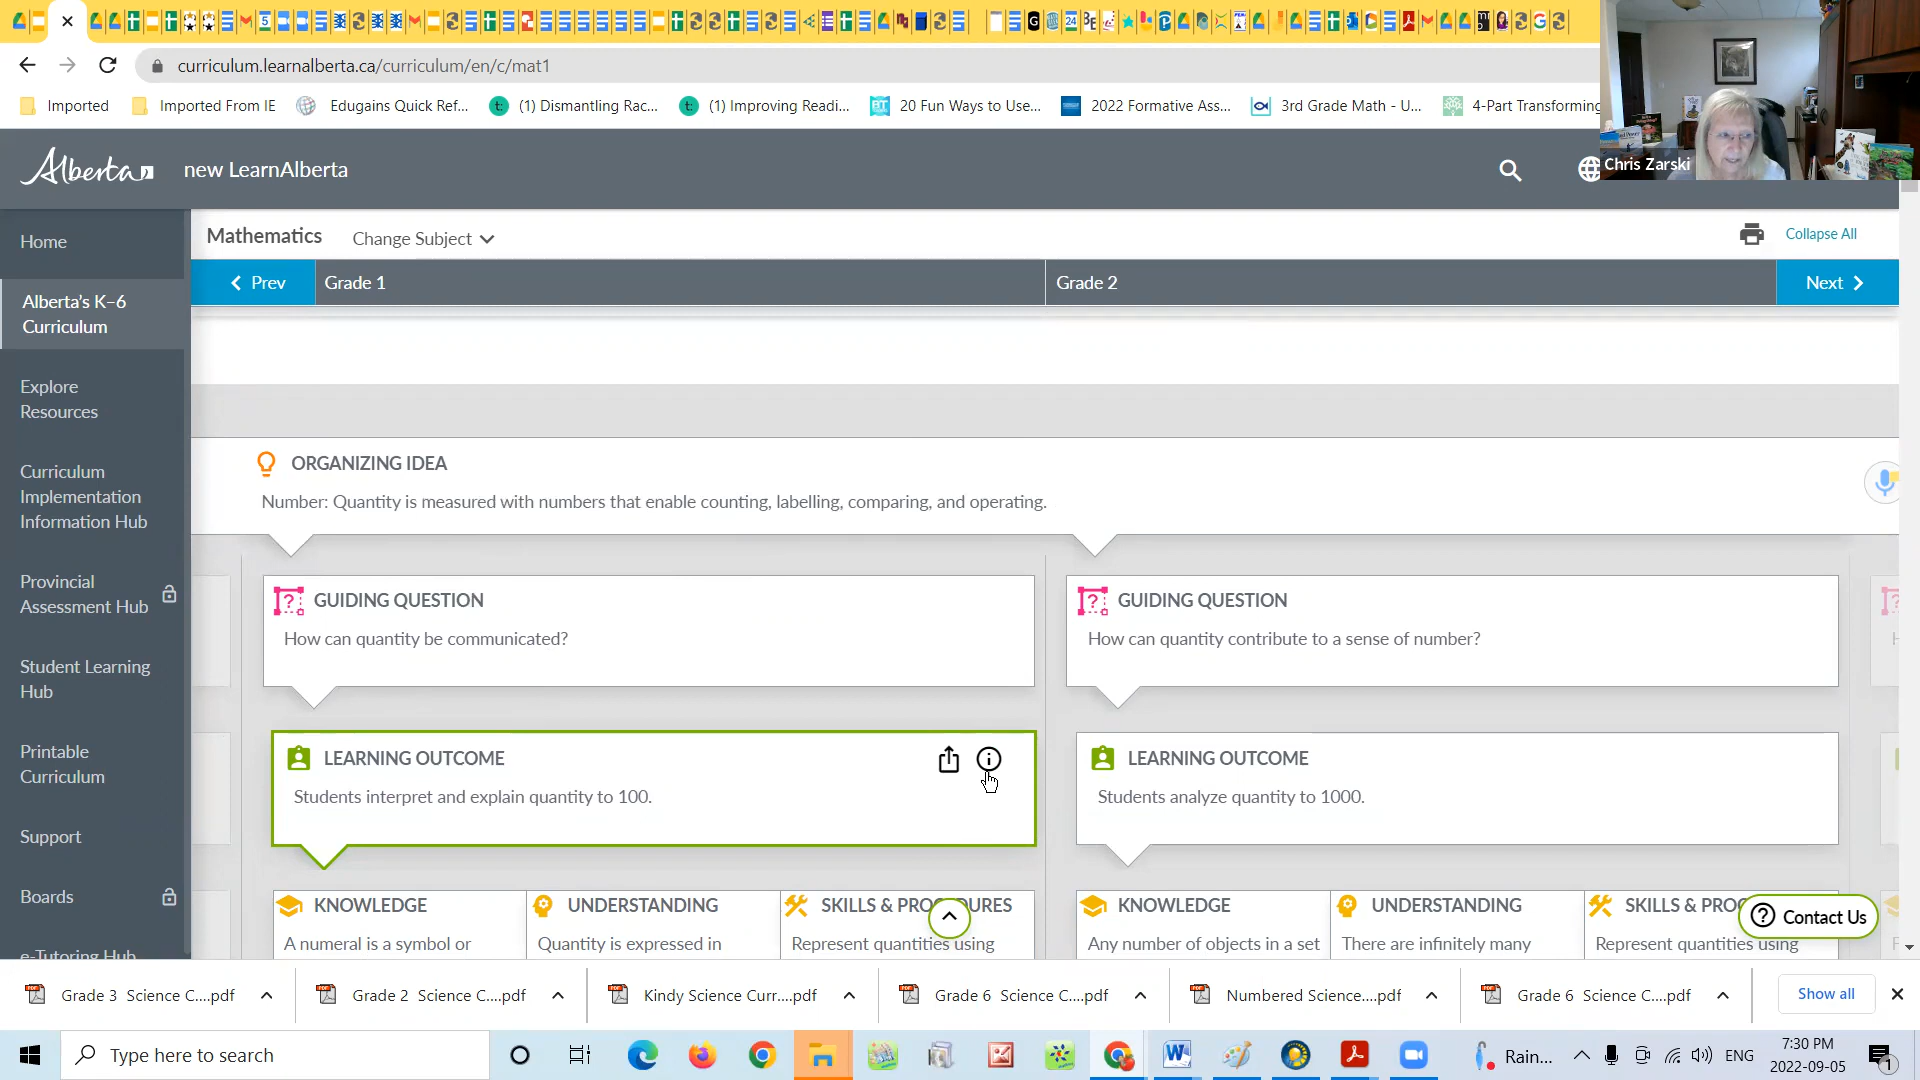 curriculum.learnalberta.ca/curriculum/en/c/mat1
Imported
Imported From IE
Edugains Quick Ref...
(1) Dismantling Rac...
(1) Improving Readi...
20 Fun Ways to Use...
2022 Formative Ass...
3rd Grade Math - U...
4-Part Transforming
Chris Zarski
Alberta
new LearnAlberta
Home
Alberta's K–6
Curriculum
Explore
Resources
Curriculum
Implementation
Information Hub
Provincial
Assessment Hub
Student Learning
Hub
Printable
Curriculum
Support
Boards
e-Tutoring Hub
Mathematics
Change Subject
Collapse All
Prev
Grade 1
Grade 2
Next
ORGANIZING IDEA
Number: Quantity is measured with numbers that enable counting, labelling, comparing, and operating.
GUIDING QUESTION
How can quantity be communicated?
GUIDING QUESTION
How can quantity contribute to a sense of number?
LEARNING OUTCOME
Students interpret and explain quantity to 100.
LEARNING OUTCOME
Students analyze quantity to 1000.
KNOWLEDGE
A numeral is a symbol or
UNDERSTANDING
Quantity is expressed in
SKILLS & PROCEDURES
Represent quantities using
KNOWLEDGE
Any number of objects in a set
UNDERSTANDING
There are infinitely many
SKILLS & PROC
Represent quantities using
Contact Us
Grade 3 Science C....pdf
Grade 2 Science C....pdf
Kindy Science Curr....pdf
Grade 6 Science C....pdf
Numbered Science....pdf
Grade 6 Science C....pdf
Show all
Type here to search
Rain...
ENG
7:30 PM
2022-09-05
1